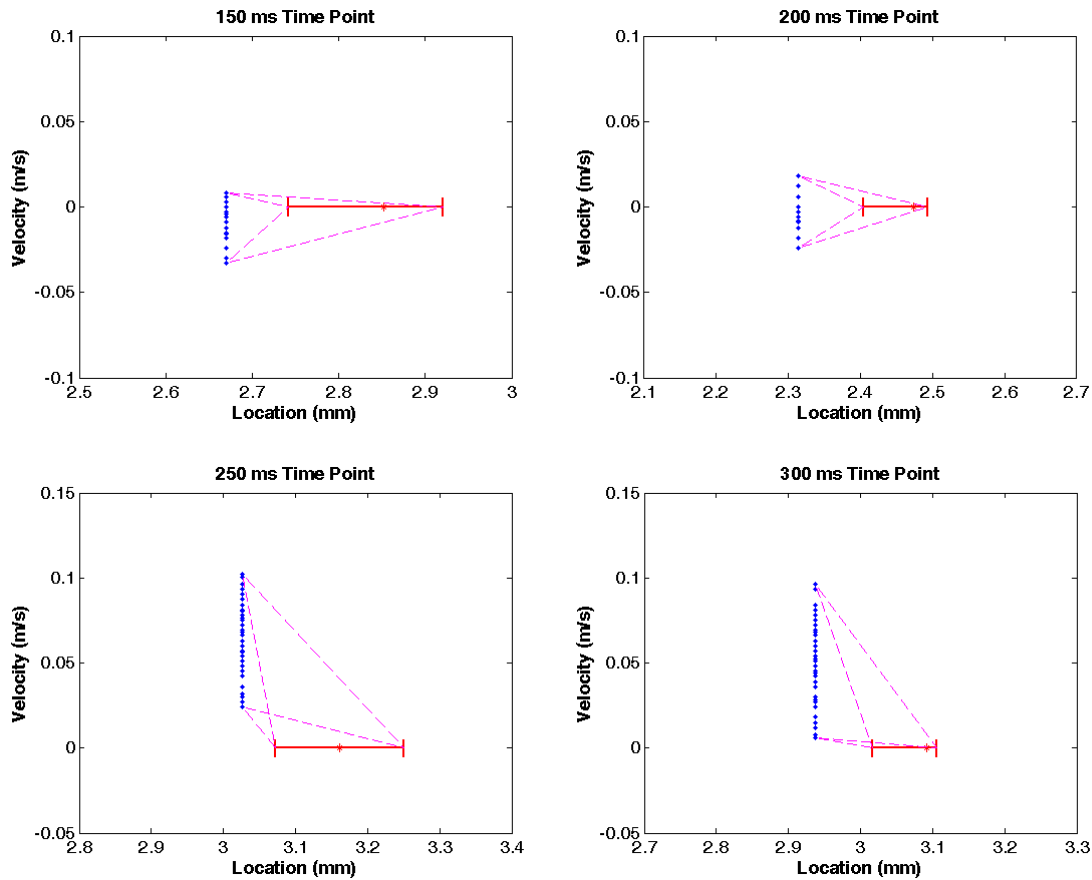 150 ms Time Point
0.1
0.05
0
-0.05
-0.1
Velocity (m/s)
2.5 2.6 2.7 2.8 2.9 3
Location (mm)
200 ms Time Point
0.1
0.05
0
-0.05
-0.1
Velocity (m/s)
2.1 2.2 2.3 2.4 2.5 2.6 2.7
Location (mm)
250 ms Time Point
0.15
0.1
0.05
0
-0.05
Velocity (m/s)
2.8 2.9 3 3.1 3.2 3.3 3.4
Location (mm)
300 ms Time Point
0.15
0.1
0.05
0
-0.05
Velocity (m/s)
2.7 2.8 2.9 3 3.1 3.2 3.3
Location (mm)